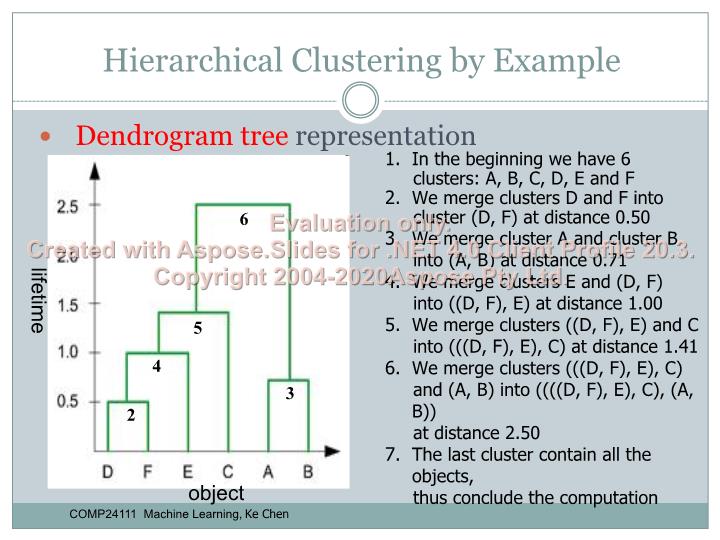 Hierarchical Clustering by Example
Dendrogram tree representation
2.5
2.0
1.5
1.0
0.5
6
5
4
3
2
D F E C A B
lifetime
object
1. In the beginning we have 6
clusters: A, B, C, D, E and F
2. We merge clusters D and F into
cluster (D, F) at distance 0.50
3. We merge cluster A and cluster B
into (A, B) at distance 0.71
4. We merge clusters E and (D, F)
into ((D, F), E) at distance 1.00
5. We merge clusters ((D, F), E) and C
into (((D, F), E), C) at distance 1.41
6. We merge clusters (((D, F), E), C)
and (A, B) into ((((D, F), E), C), (A,
B))
at distance 2.50
7. The last cluster contain all the
objects,
thus conclude the computation
Evaluation only.
Created with Aspose.Slides for .NET 4.0 Client Profile 20.3.
Copyright 2004-2020Aspose Pty Ltd.
COMP24111 Machine Learning, Ke Chen